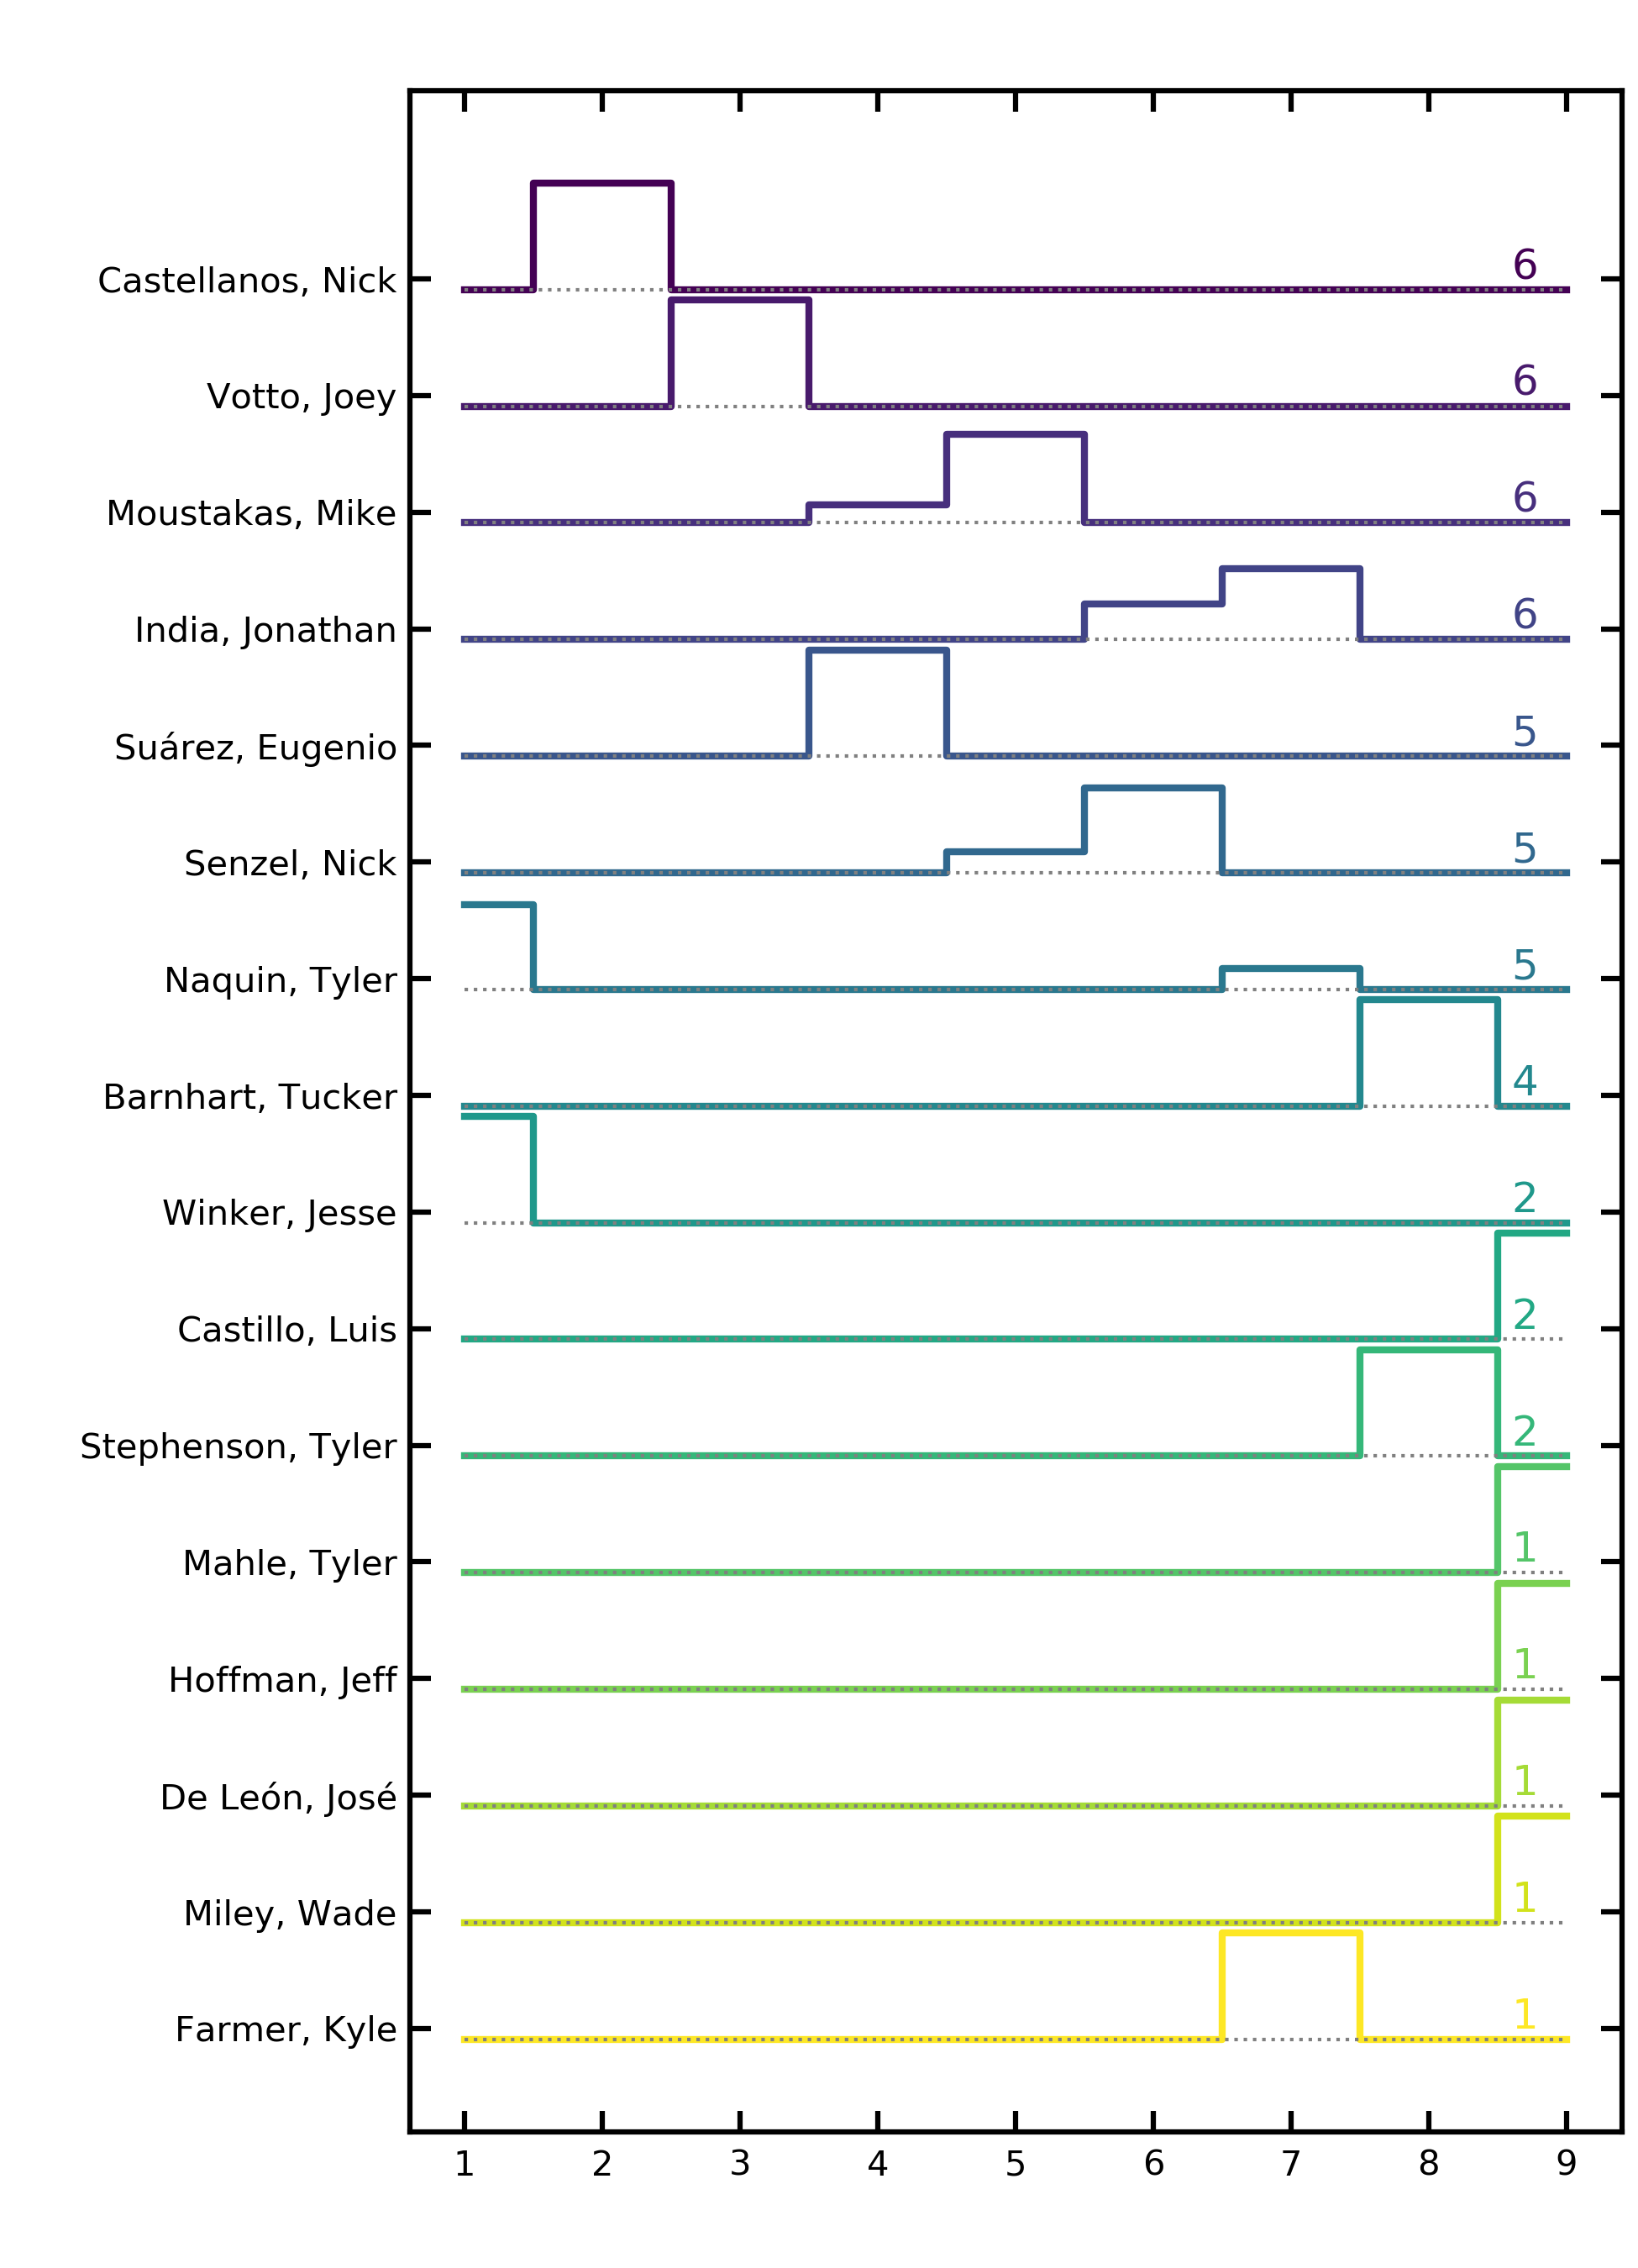 Castellanos, Nick 6
Votto, Joey 6
Moustakas, Mike 6
India, Jonathan 6
Suárez, Eugenio 5
Senzel, Nick 5
Naquin, Tyler 5
Barnhart, Tucker 4
Winker, Jesse 2
Castillo, Luis 2
Stephenson, Tyler 2
Mahle, Tyler 1
Hoffman, Jeff 1
De León, José 1
Miley, Wade 1
Farmer, Kyle 1
1 2 3 4 5 6 7 8 9